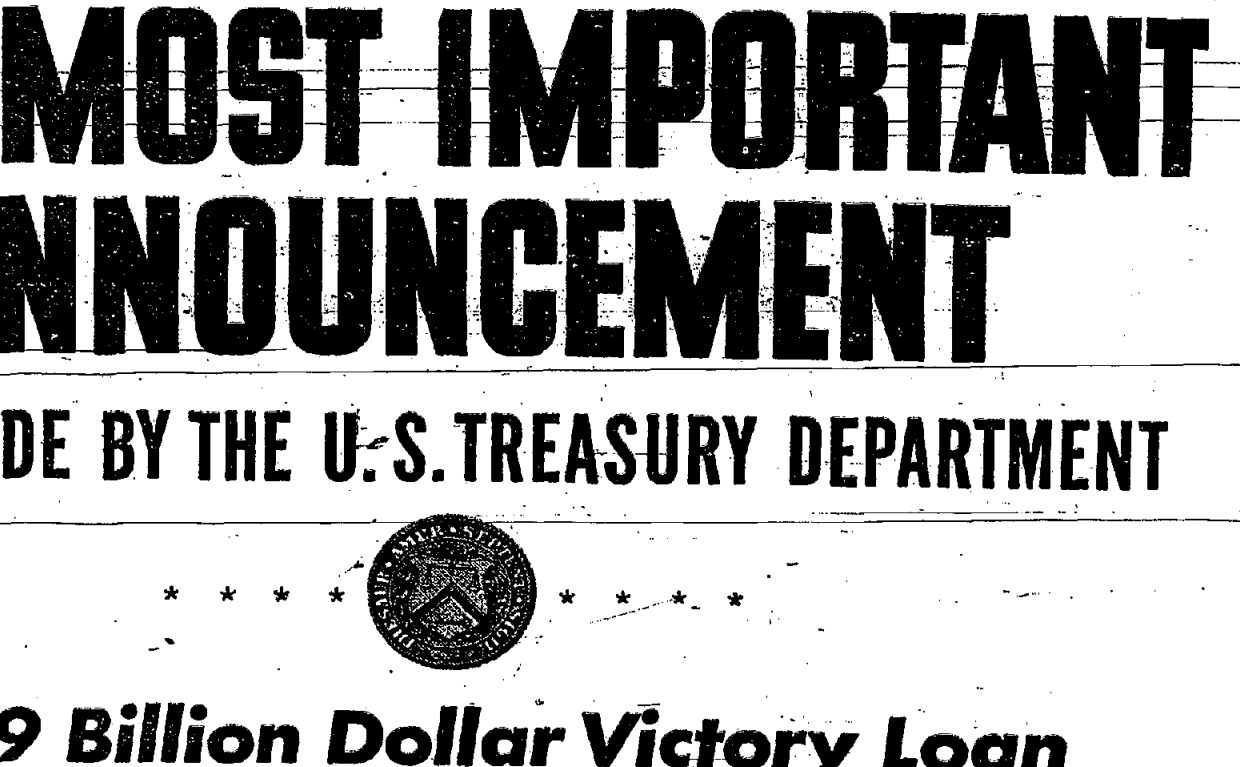 MOST IMPORTANT
NNOUNCEMENT
DE BY THE U.S. TREASURY DEPARTMENT
* * * * * * * *
9 Billion Dollar Victory Loan